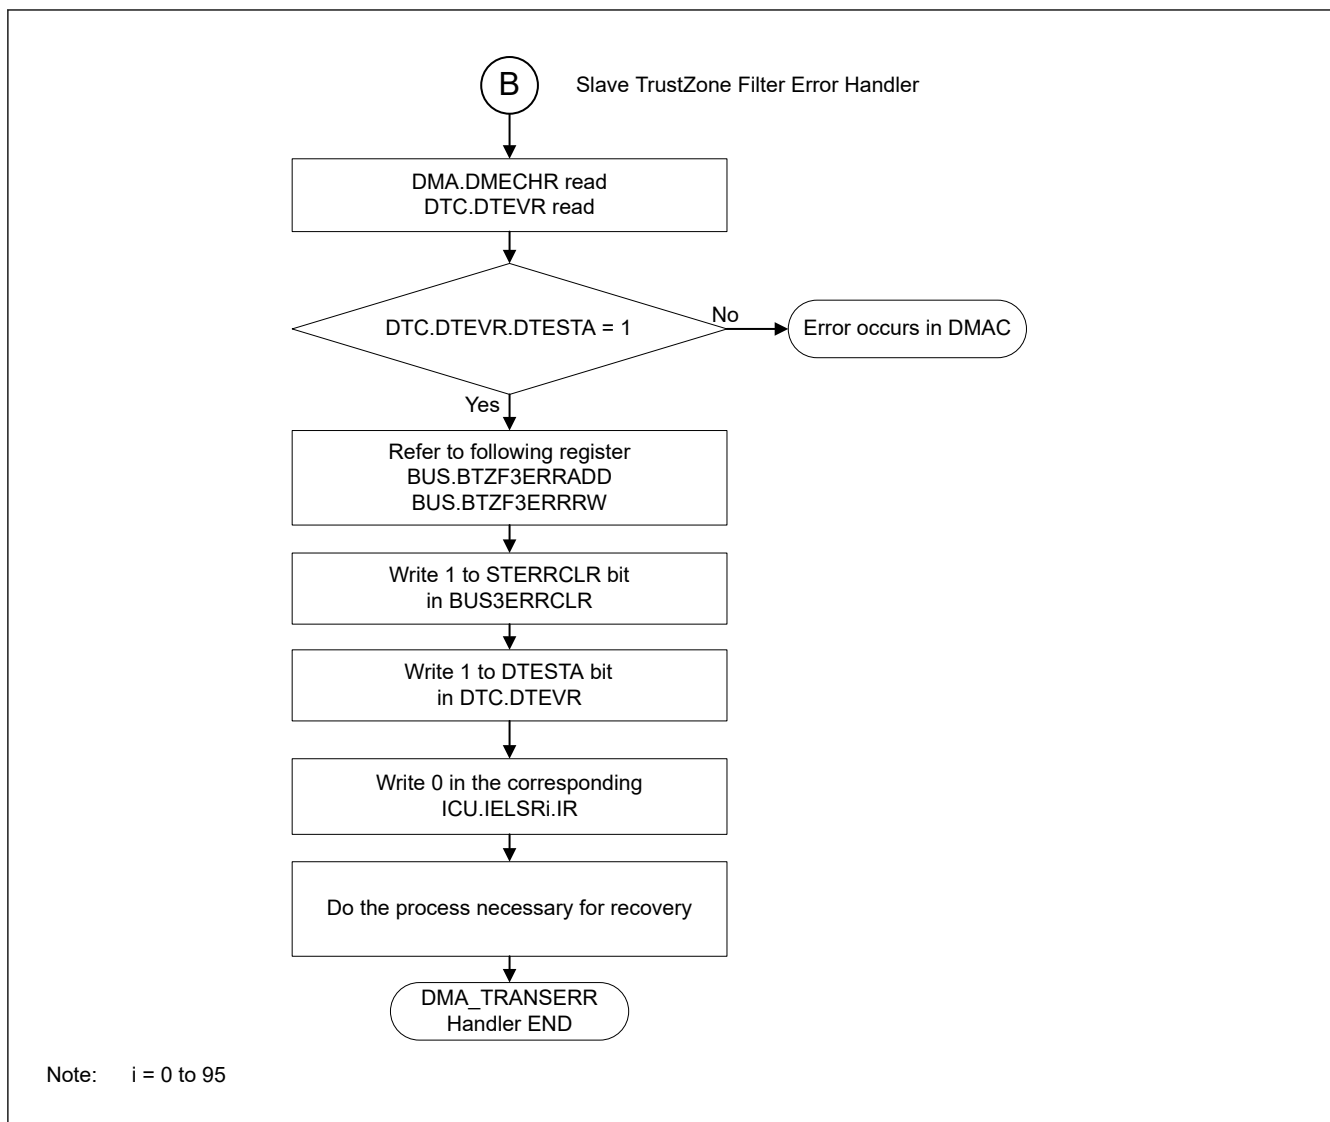 B
Slave TrustZone Filter Error Handler
DMA.DMECHR read
DTC.DTEVR read
DTC.DTEVR.DTESTA = 1
No
Error occurs in DMAC
Yes
Refer to following register
BUS.BTZF3ERRADD
BUS.BTZF3ERRRW
Write 1 to STERRCLR bit
in BUS3ERRCLR
Write 1 to DTESTA bit
in DTC.DTEVR
Write 0 in the corresponding
ICU.IELSRi.IR
Do the process necessary for recovery
DMA_TRANSERR
Handler END
Note: i = 0 to 95